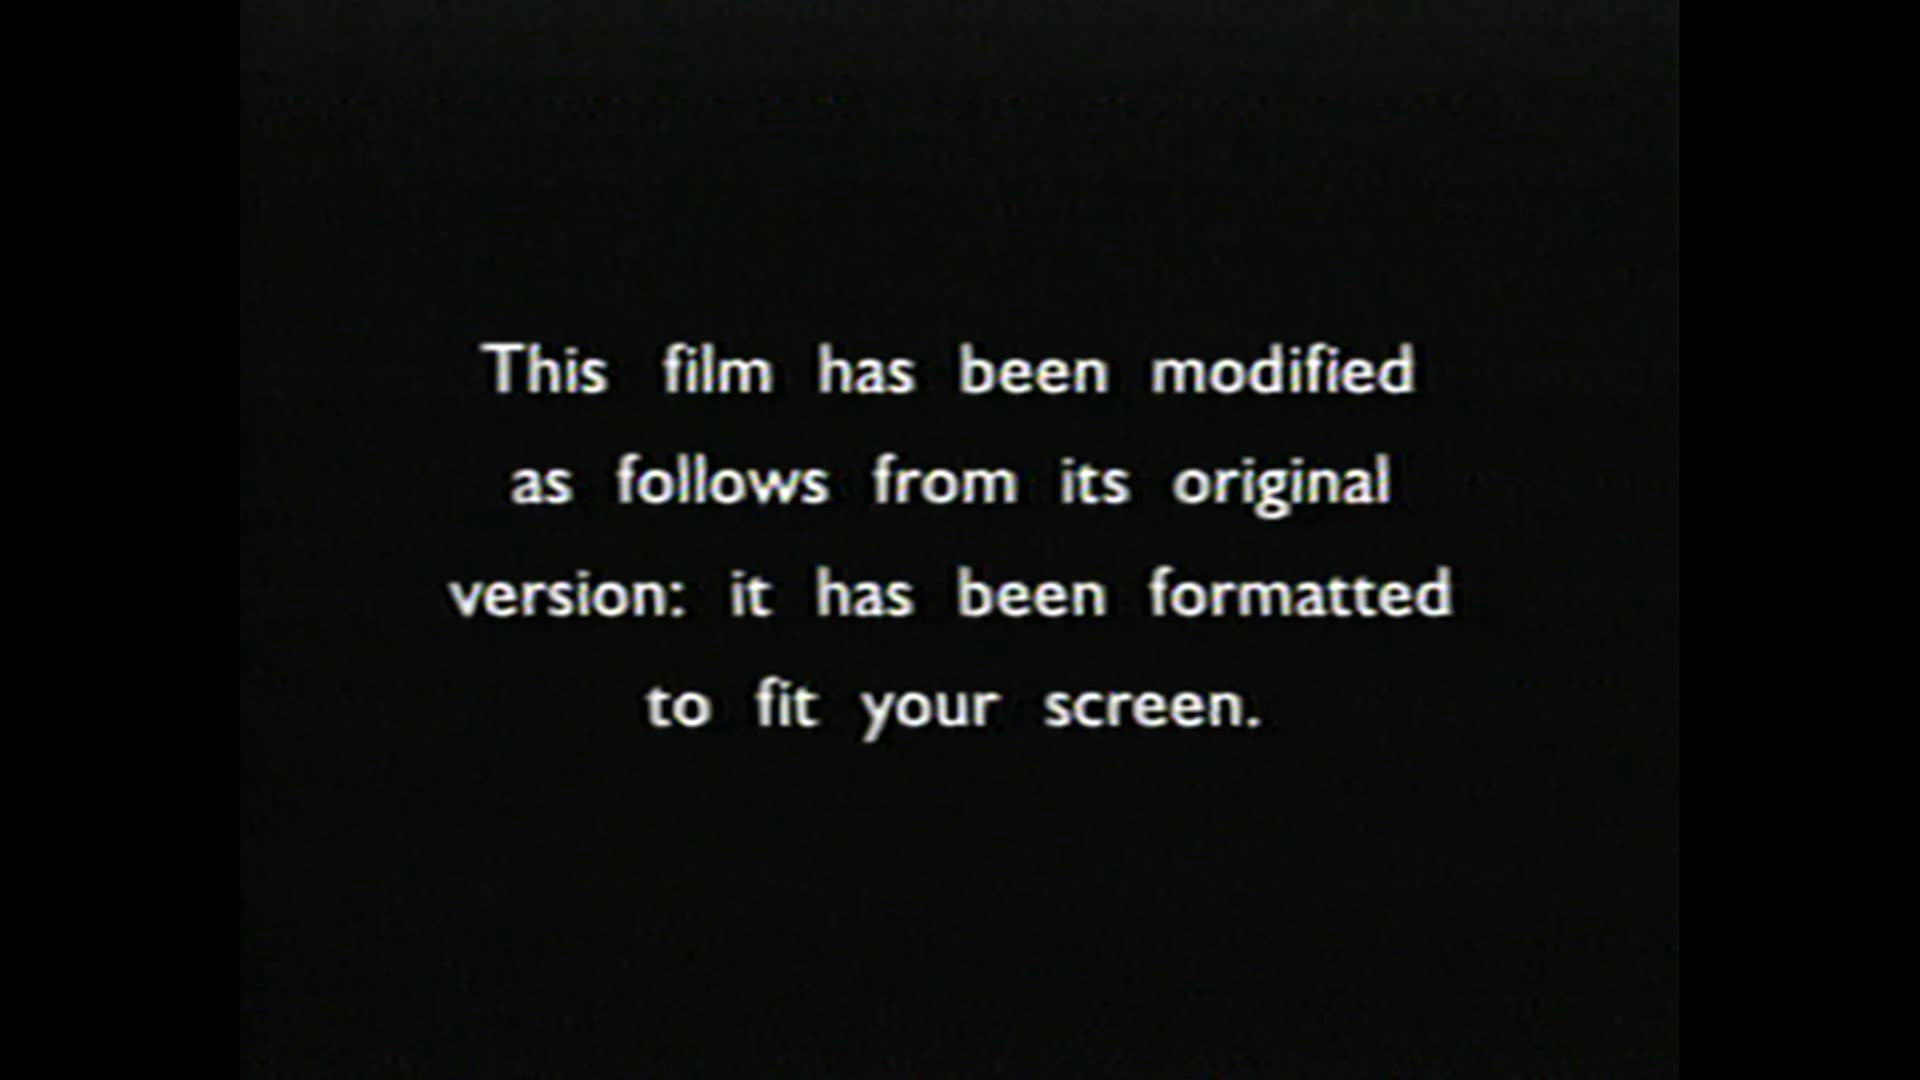 This film has been modified
as follows from its original
version: it has been formatted
to fit your screen.